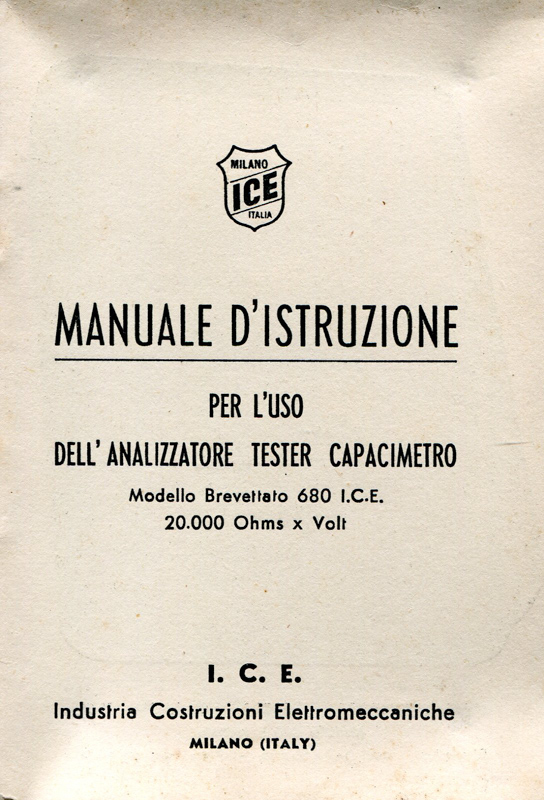 MILANO
ICE
ITALIA
MANUALE D'ISTRUZIONE
PER L'USO
DELL'ANALIZZATORE TESTER CAPACIMETRO
Modello Brevettato 680 I.C.E.
20.000 Ohms x Volt
I. C. E.
Industria Costruzioni Elettromeccaniche
MILANO (ITALY)